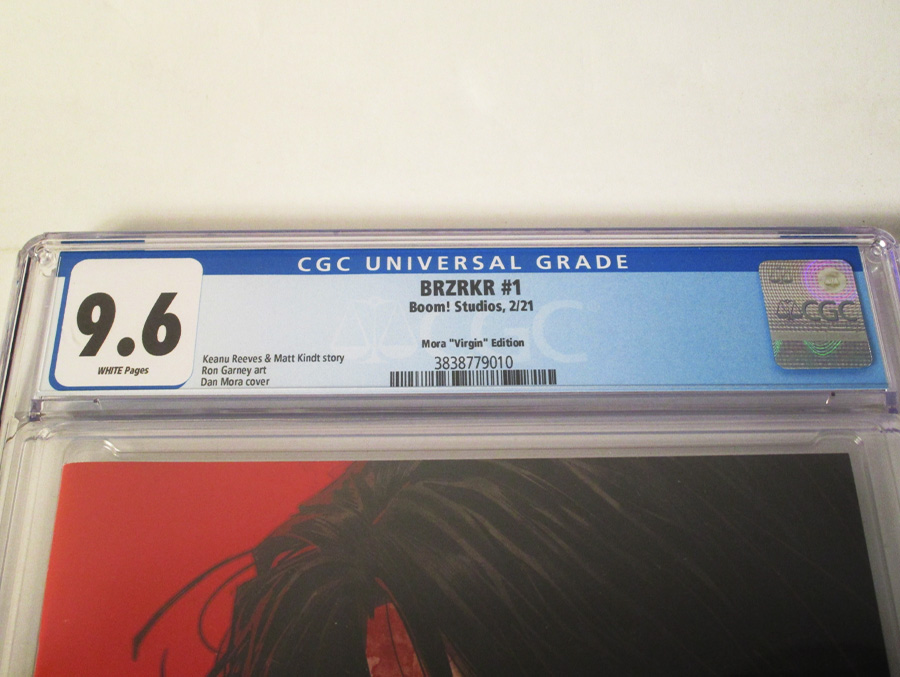 CGC UNIVERSAL GRADE
9.6
WHITE Pages
BRZRKR #1
Boom! Studios, 2/21
Mora "Virgin" Edition
3838779010
Keanu Reeves & Matt Kindt story
Ron Garney art
Dan Mora cover
CGC
CGC